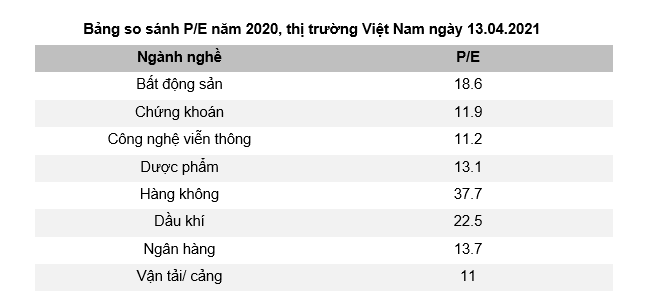 Bảng so sánh P/E năm 2020, thị trường Việt Nam ngày 13.04.2021
Ngành nghề P/E
Bất động sản 18.6
Chứng khoán 11.9
Công nghệ viễn thông 11.2
Dược phẩm 13.1
Hàng không 37.7
Dầu khí 22.5
Ngân hàng 13.7
Vận tải/ cảng 11